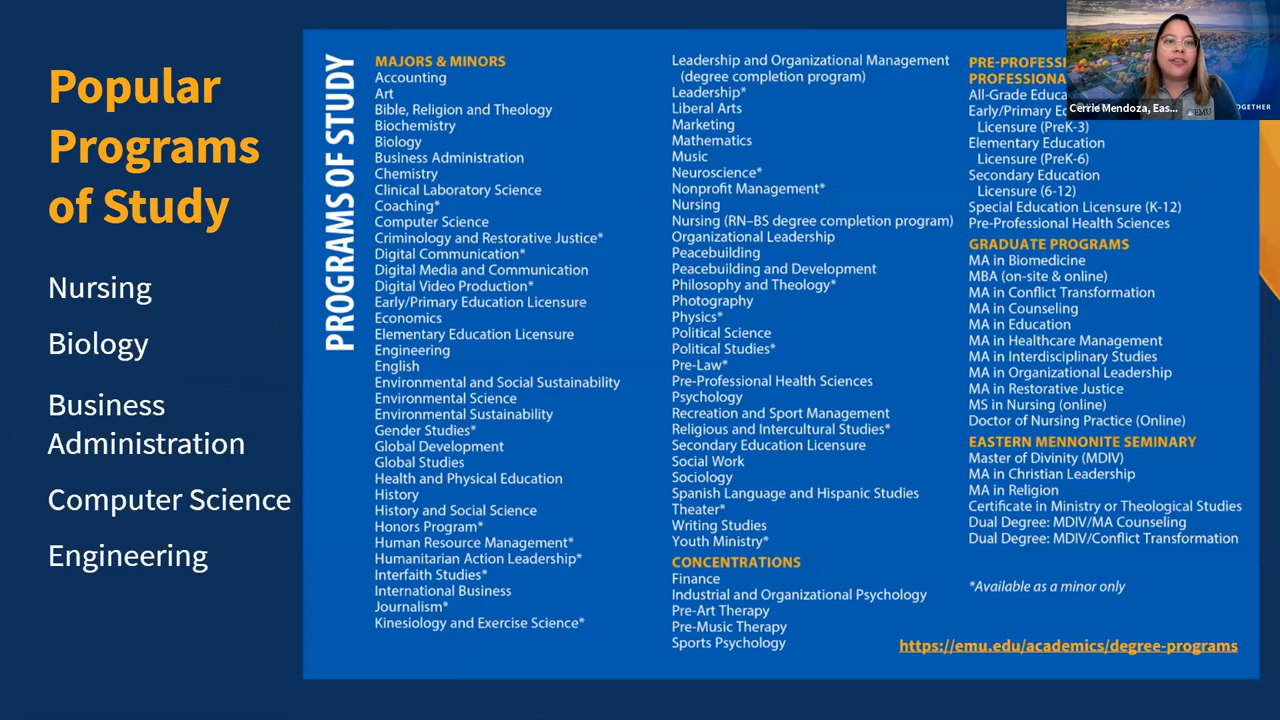 Popular
Programs
of Study
Nursing
Biology
Business
Administration
Computer Science
Engineering
PROGRAMS OF STUDY
MAJORS & MINORS
Accounting
Art
Bible, Religion and Theology
Biochemistry
Biology
Business Administration
Chemistry
Clinical Laboratory Science
Coaching*
Computer Science
Criminology and Restorative Justice*
Digital Communication*
Digital Media and Communication
Digital Video Production*
Early/Primary Education Licensure
Economics
Elementary Education Licensure
Engineering
English
Environmental and Social Sustainability
Environmental Science
Environmental Sustainability
Gender Studies*
Global Development
Global Studies
Health and Physical Education
History
History and Social Science
Honors Program*
Human Resource Management*
Humanitarian Action Leadership*
Interfaith Studies*
International Business
Journalism*
Kinesiology and Exercise Science*
Leadership and Organizational Management
(degree completion program)
Leadership*
Liberal Arts
Marketing
Mathematics
Music
Neuroscience*
Nonprofit Management*
Nursing
Nursing (RN–BS degree completion program)
Organizational Leadership
Peacebuilding
Peacebuilding and Development
Philosophy and Theology*
Photography
Physics*
Political Science
Political Studies*
Pre-Law*
Pre-Professional Health Sciences
Psychology
Recreation and Sport Management
Religious and Intercultural Studies*
Secondary Education Licensure
Social Work
Sociology
Spanish Language and Hispanic Studies
Theater*
Writing Studies
Youth Ministry*
CONCENTRATIONS
Finance
Industrial and Organizational Psychology
Pre-Art Therapy
Pre-Music Therapy
Sports Psychology
PRE-PROFESSI
PROFESSIONA
All-Grade Educa
Early/Primary Ec
Licensure (PreK-3)
Elementary Education
Licensure (PreK-6)
Secondary Education
Licensure (6-12)
Special Education Licensure (K-12)
Pre-Professional Health Sciences
GRADUATE PROGRAMS
MA in Biomedicine
MBA (on-site & online)
MA in Conflict Transformation
MA in Counseling
MA in Education
MA in Healthcare Management
MA in Interdisciplinary Studies
MA in Organizational Leadership
MA in Restorative Justice
MS in Nursing (online)
Doctor of Nursing Practice (Online)
EASTERN MENNONITE SEMINARY
Master of Divinity (MDIV)
MA in Christian Leadership
MA in Religion
Certificate in Ministry or Theological Studies
Dual Degree: MDIV/MA Counseling
Dual Degree: MDIV/Conflict Transformation
*Available as a minor only
https://emu.edu/academics/degree-programs
Cerrie Mendoza, Eas...
EMU
OGETHER